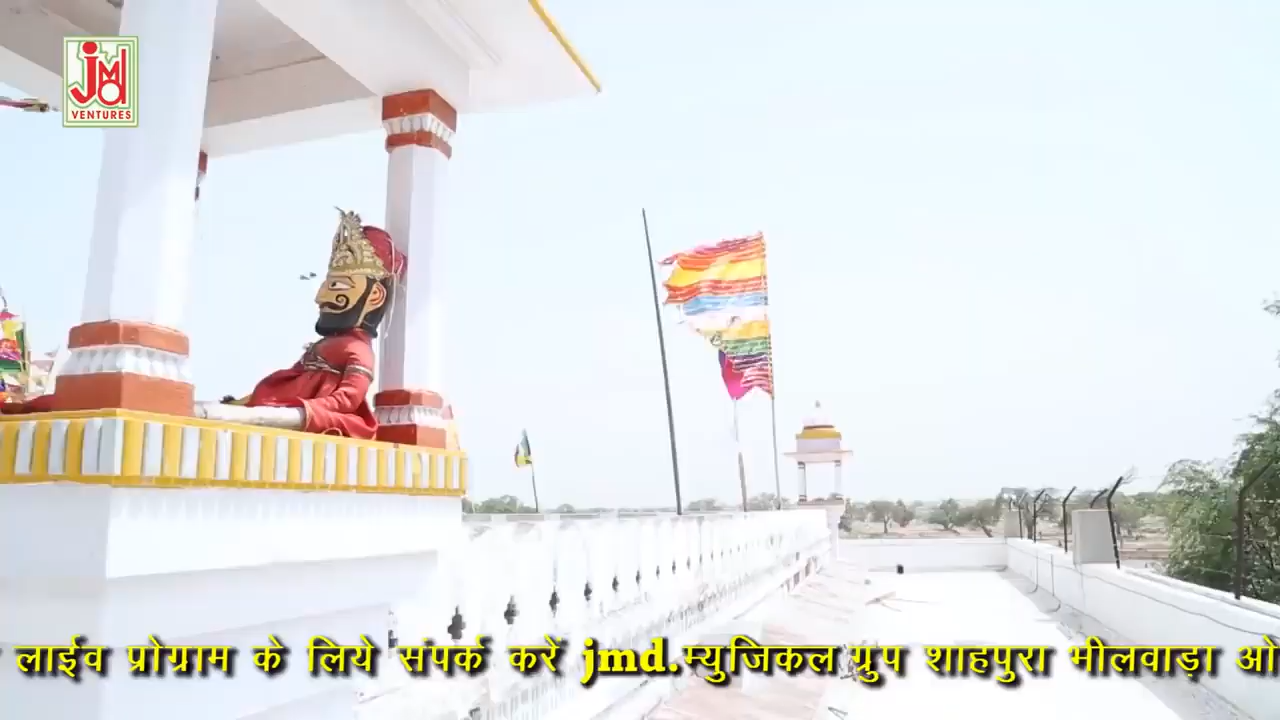 jmd
VENTURES
लाईव प्रोग्राम के लिये संपर्क करें jmd.म्युजिकल ग्रुप शाहपुरा भीलवाड़ा ओ